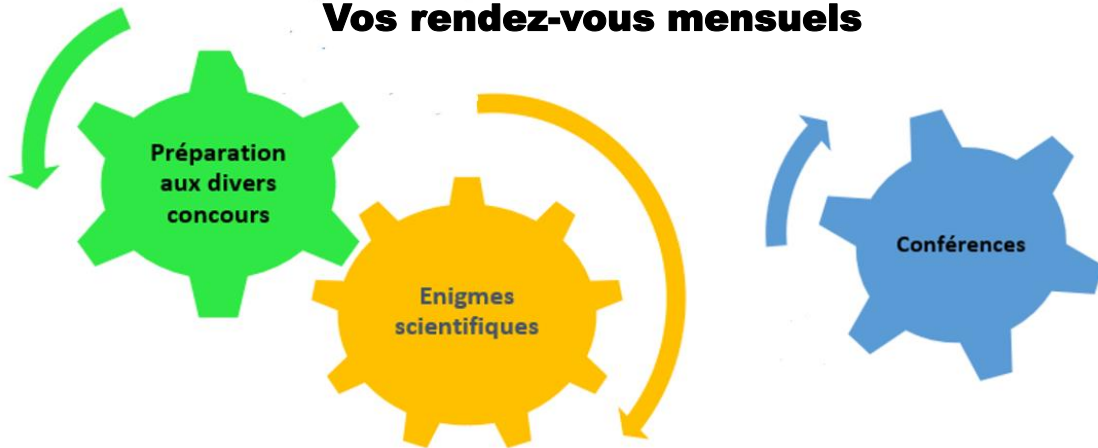 Vos rendez-vous mensuels
Préparation
aux divers
concours
Enigmes
scientifiques
Conférences